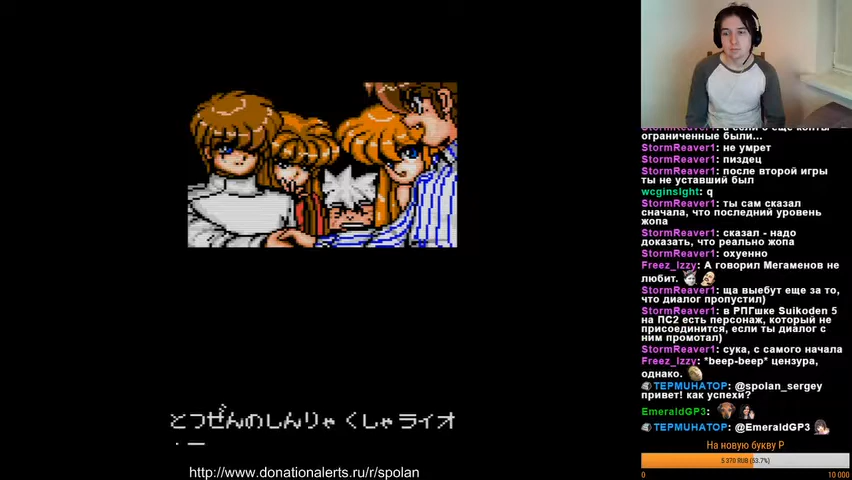 とつぜんのしんりゃくしゃライオ
・ー
http://www.donationalerts.ru/r/spolan
ограниченные были...
StormReaver1: не умрет
StormReaver1: пиздец
StormReaver1: после второй игры
ты не уставший был
wcginsight: q
StormReaver1: ты сам сказал
сначала, что последний уровень
жопа
StormReaver1: сказал - надо
доказать, что реально жопа
StormReaver1: охуенно
Freez_Izzy: А говорил Мегаменов не
любит.
StormReaver1: ща выебут еще за то,
что диалог пропустил)
StormReaver1: в РПГшке Suikoden 5
на ПС2 есть персонаж, который не
присоединится, если ты диалог с
ним промотал)
StormReaver1: сука, с самого начала
Freez_Izzy: *beep-beep* цензура,
однако.
ТЕРМИНАТОР: @spolan_sergey
привет! как успехи?
EmeraldGP3:
ТЕРМИНАТОР: @EmeraldGP3
На новую букву Р
5 370 RUB (53.7%)
0
10 000